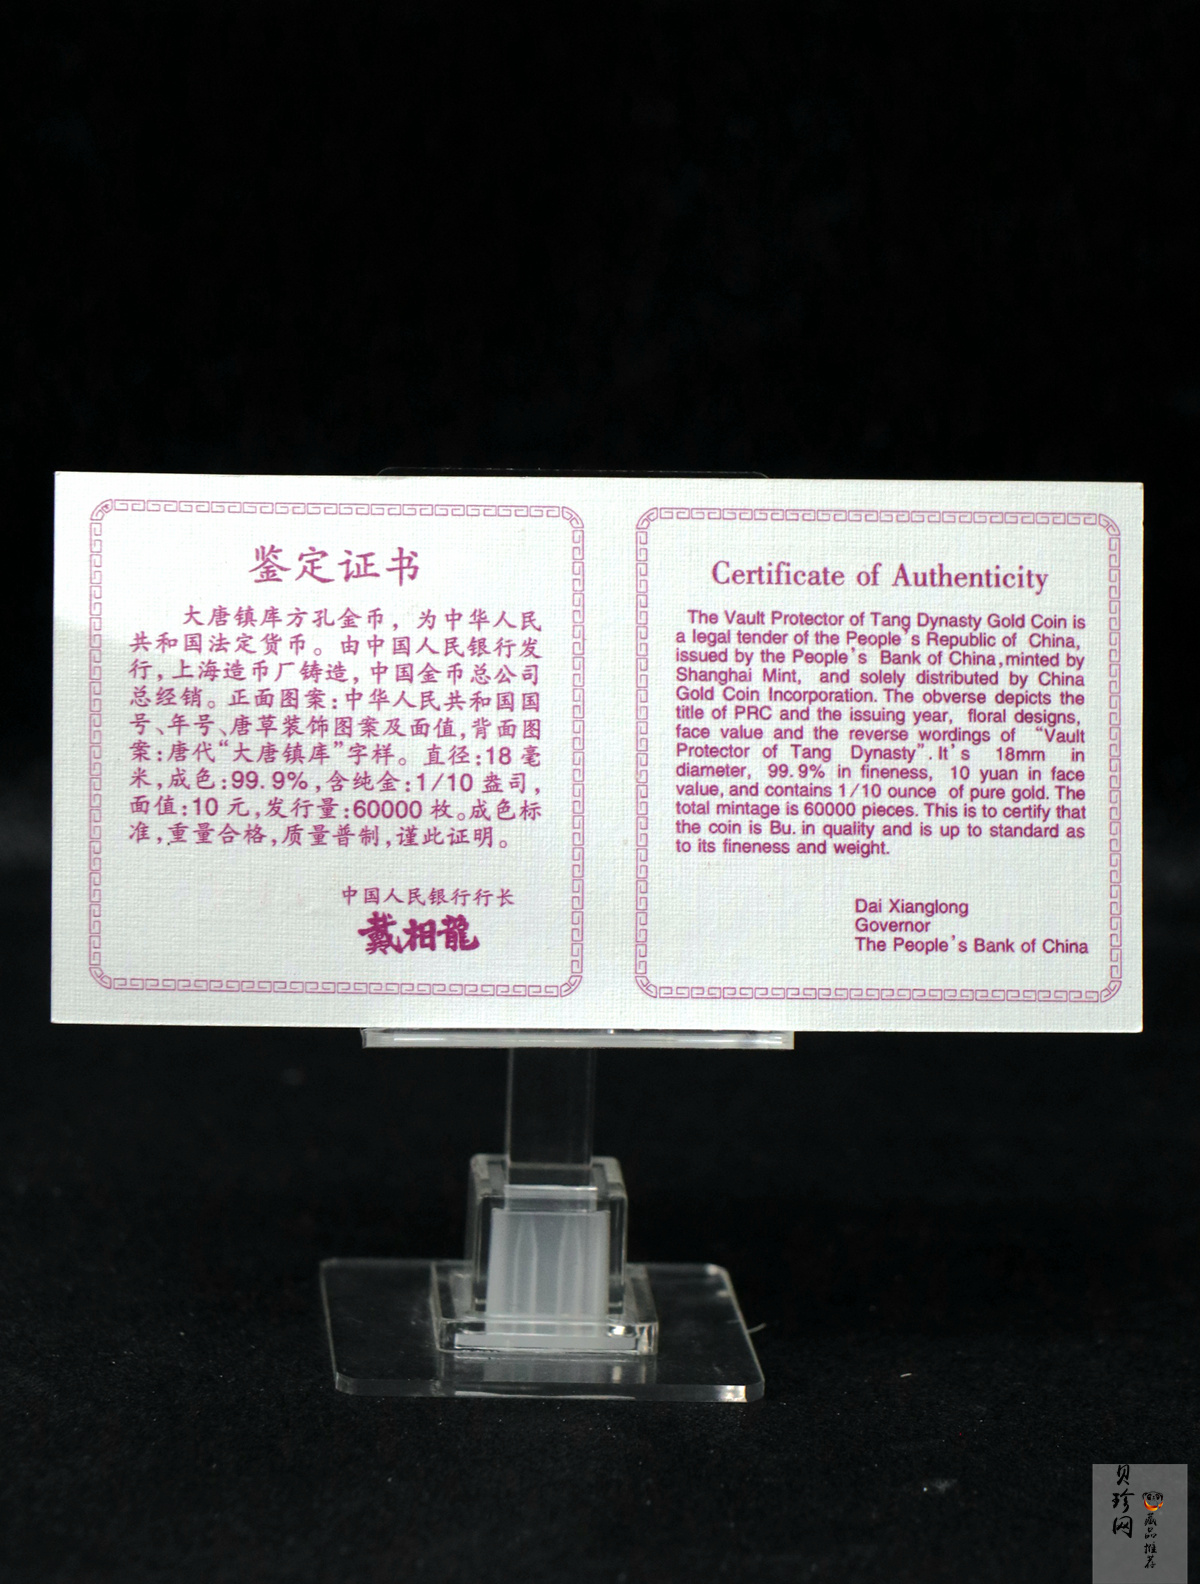 鉴定证书
大唐镇库方孔金币，为中华人民
共和国法定货币。由中国人民银行发
行，上海造币厂铸造，中国金币总公司
总经销。正面图案：中华人民共和国国
号、年号、唐草装饰图案及面值，背面图
案：唐代“大唐镇库”字样。直径：18毫
米，成色：99.9%，含纯金：1/10盎司，
面值：10元，发行量：60000枚。成色标
准，重量合格，质量普制，谨此证明。
中国人民银行行长
戴相龍
Certificate of Authenticity
The Vault Protector of Tang Dynasty Gold Coin is
a legal tender of the People's Republic of China,
issued by the People's Bank of China,minted by
Shanghai Mint, and solely distributed by China
Gold Coin Incorporation. The obverse depicts the
title of PRC and the issuing year, floral designs,
face value and the reverse wordings of “Vault
Protector of Tang Dynasty”.It's 18mm in
diameter, 99.9% in fineness, 10 yuan in face
value, and contains 1/10 ounce of pure gold. The
total mintage is 60000 pieces. This is to certify that
the coin is Bu. in quality and is up to standard as
to its fineness and weight.
Dai Xianglong
Governor
The People's Bank of China
贝珍网
藏品推荐